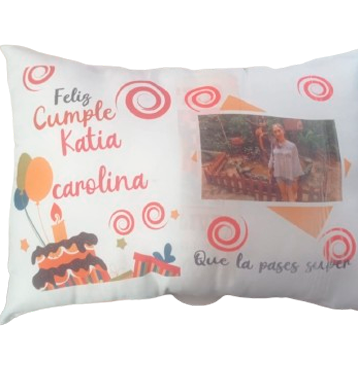 Feliz
Cumple
Katia
carolina
Que la pases super